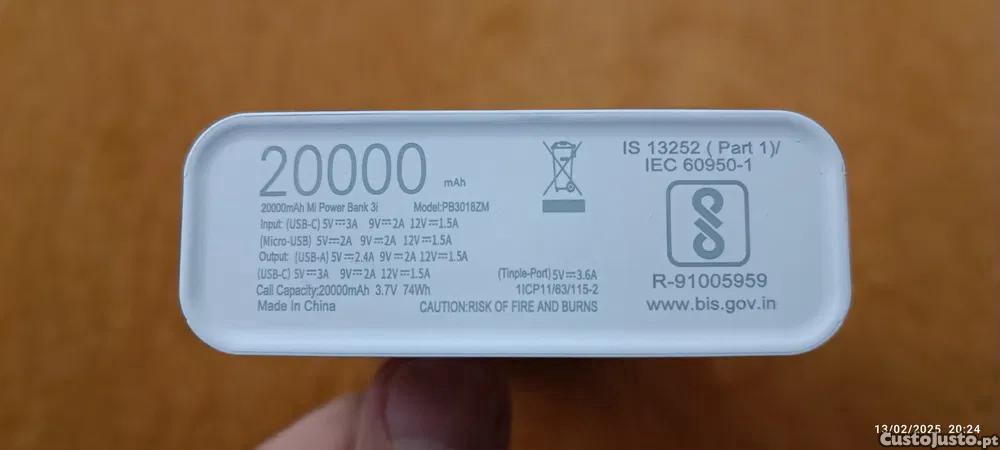 20000 mAh
20000mAh Mi Power Bank 3i Model:PB3018ZM
Input: (USB-C) 5V⎓3A 9V⎓2A 12V⎓1.5A
(Micro-USB) 5V⎓2A 9V⎓2A 12V⎓1.5A
Output: (USB-A) 5V⎓2.4A 9V⎓2A 12V⎓1.5A
(USB-C) 5V⎓3A 9V⎓2A 12V⎓1.5A
(Tinple-Port) 5V⎓3.6A
Call Capacity:20000mAh 3.7V 74Wh
1ICP11/63/115-2
Made In China
CAUTION:RISK OF FIRE AND BURNS
IS 13252 ( Part 1)/
IEC 60950-1
R-91005959
www.bis.gov.in
13/02/2025 20:24
CustoJusto.pt